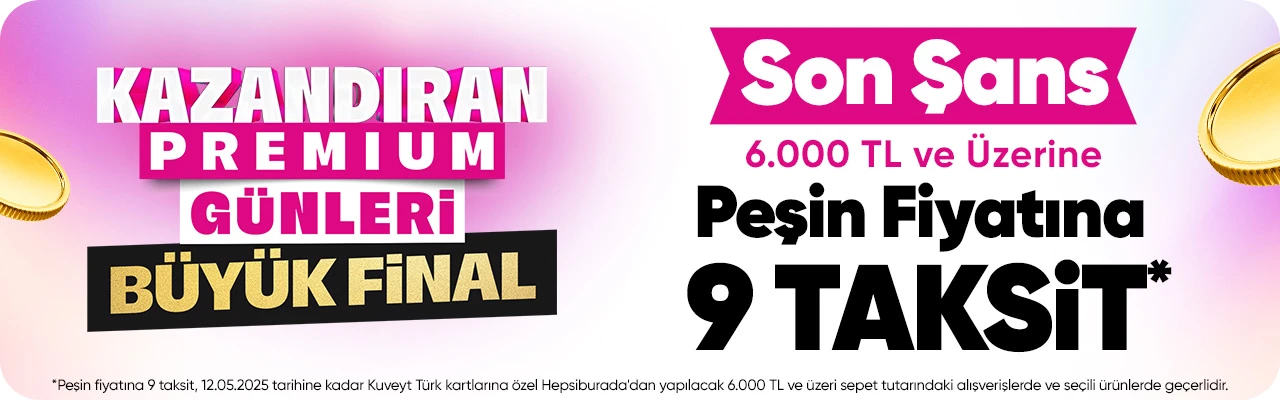 KAZANDIRAN
PREMIUM
GÜNLERİ
BÜYÜK FİNAL
Son Şans
6.000 TL ve Üzerine
Peşin Fiyatına
9 TAKSİT*
*Peşin fiyatına 9 taksit, 12.05.2025 tarihine kadar Kuveyt Türk kartlarına özel Hepsiburada'dan yapılacak 6.000 TL ve üzeri sepet tutarındaki alışverişlerde ve seçili ürünlerde geçerlidir.